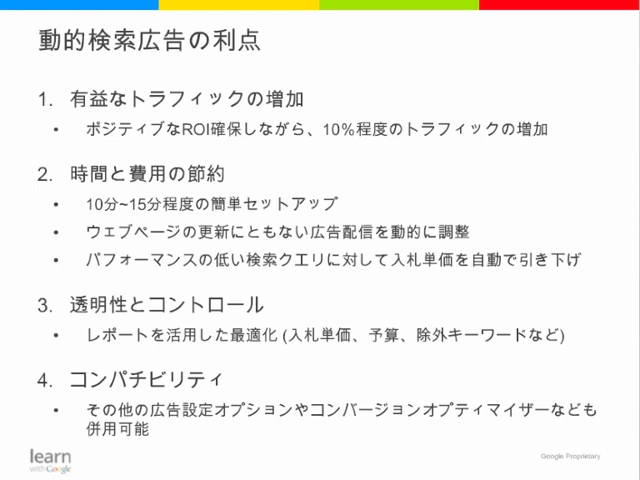 動的検索広告の利点
1. 有益なトラフィックの増加
• ポジティブなROI確保しながら、10%程度のトラフィックの増加
2. 時間と費用の節約
• 10分~15分程度の簡単セットアップ
• ウェブページの更新にともない広告配信を動的に調整
• パフォーマンスの低い検索クエリに対して入札単価を自動で引き下げ
3. 透明性とコントロール
• レポートを活用した最適化 (入札単価、予算、除外キーワードなど)
4. コンパチビリティ
• その他の広告設定オプションやコンバージョンオプティマイザーなども
併用可能
learn
with Google
Google Proprietary